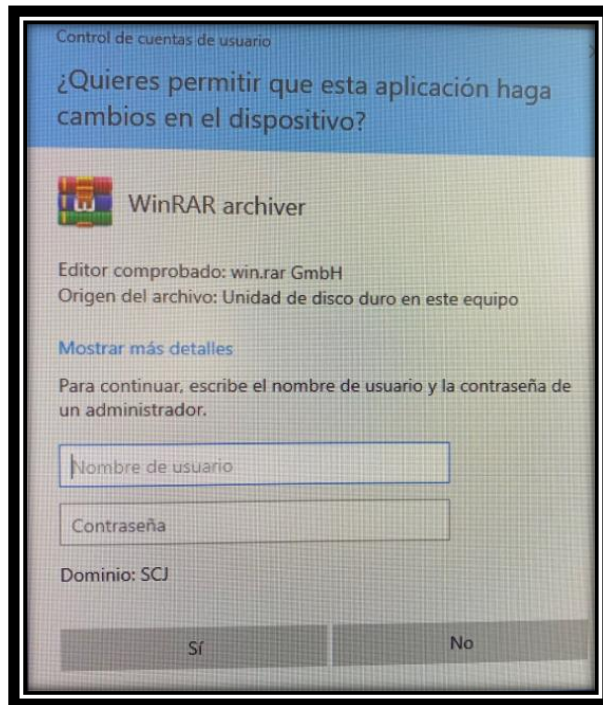 Control de cuentas de usuario
¿Quieres permitir que esta aplicación haga
cambios en el dispositivo?
WinRAR archiver
Editor comprobado: win.rar GmbH
Origen del archivo: Unidad de disco duro en este equipo
Mostrar más detalles
Para continuar, escribe el nombre de usuario y la contraseña de
un administrador.
Nombre de usuario
Contraseña
Dominio: SCJ
Sí
No